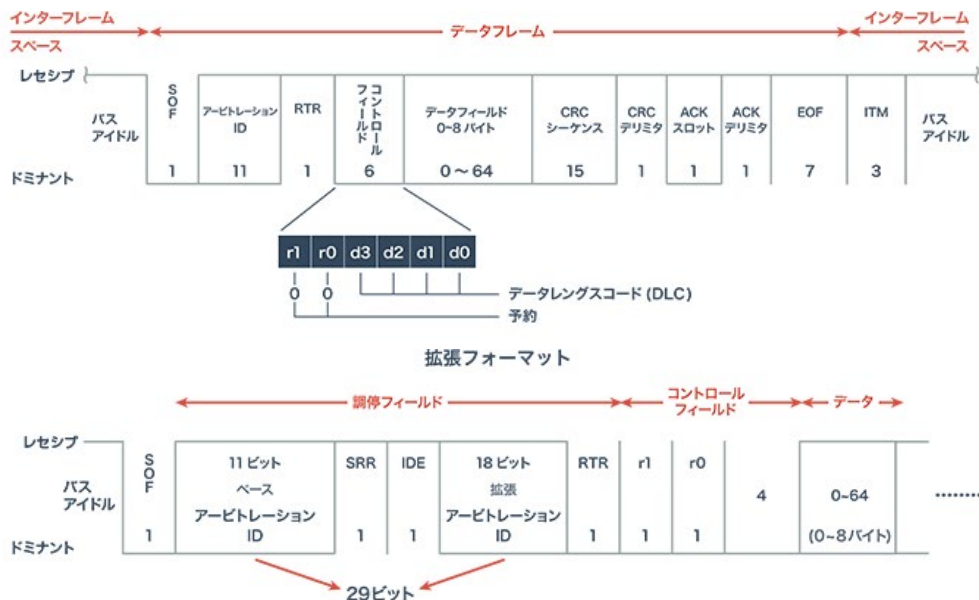 インターフレーム
スペース
データフレーム
インターフレーム
スペース
レセシブ
バス
アイドル
ドミナント
SOF
1
アービトレーション
ID
11
RTR
1
コントロール
フィールド
6
データフィールド
0~8バイト
0 ~ 64
CRC
シーケンス
15
CRC
デリミタ
1
ACK
スロット
1
ACK
デリミタ
1
EOF
7
ITM
3
バス
アイドル
r1 r0 d3 d2 d1 d0
0 0
データレングスコード (DLC)
予約
拡張フォーマット
調停フィールド
コントロール
フィールド
データ
レセシブ
バス
アイドル
ドミナント
SOF
1
11ビット
ベース
アービトレーション
ID
SRR
1
IDE
1
18ビット
拡張
アービトレーション
ID
RTR
1
r1
1
r0
1
4
0~64
(0~8バイト)
29ビット